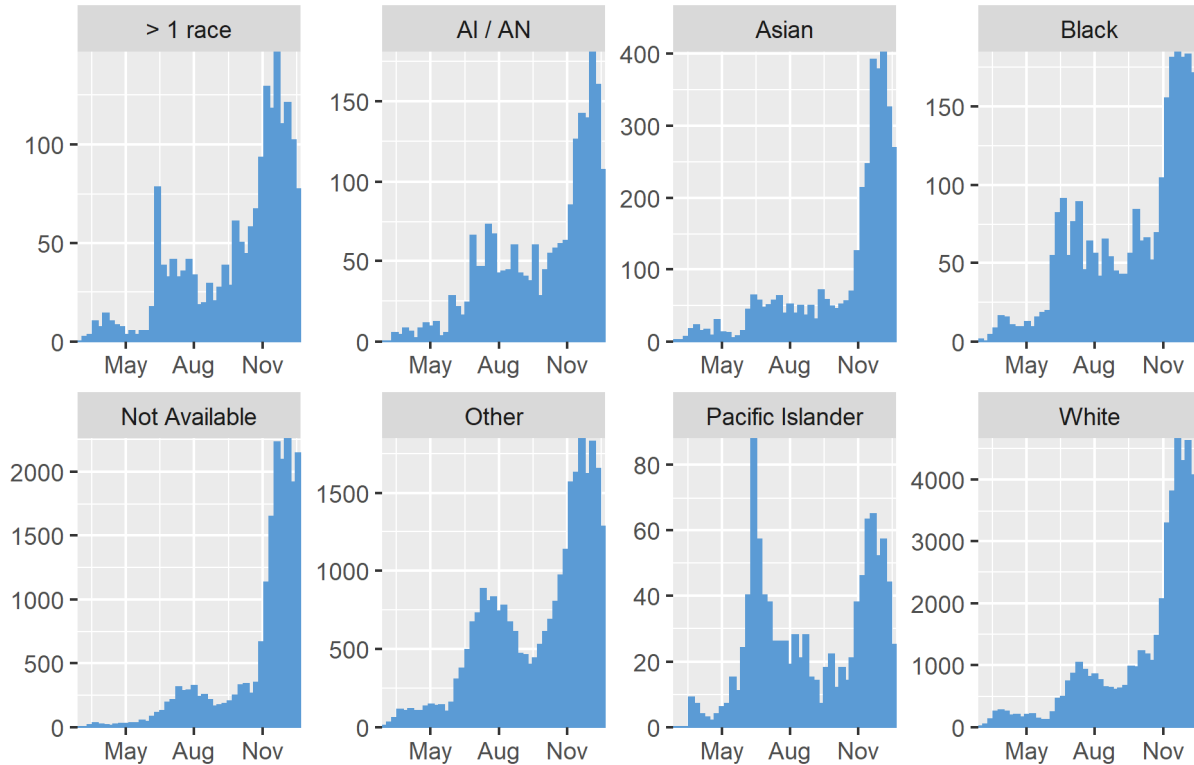 > 1 race
AI / AN
Asian
Black
100
50
0
150
100
50
0
400
300
200
100
0
150
100
50
0
May Aug Nov
May Aug Nov
May Aug Nov
May Aug Nov
Not Available
Other
Pacific Islander
White
2000
1500
1000
500
0
1500
1000
500
0
80
60
40
20
0
4000
3000
2000
1000
0
May Aug Nov
May Aug Nov
May Aug Nov
May Aug Nov